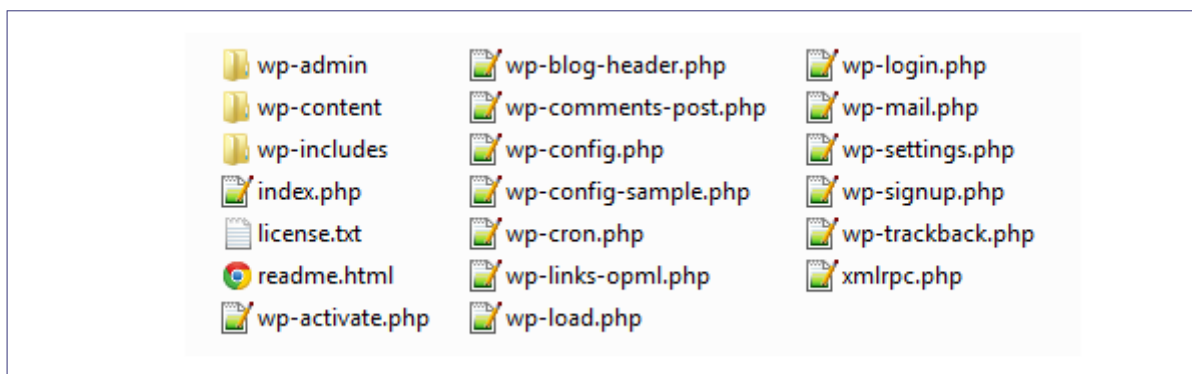 wp-admin
wp-content
wp-includes
index.php
license.txt
readme.html
wp-activate.php
wp-blog-header.php
wp-comments-post.php
wp-config.php
wp-config-sample.php
wp-cron.php
wp-links-opml.php
wp-load.php
wp-login.php
wp-mail.php
wp-settings.php
wp-signup.php
wp-trackback.php
xmlrpc.php